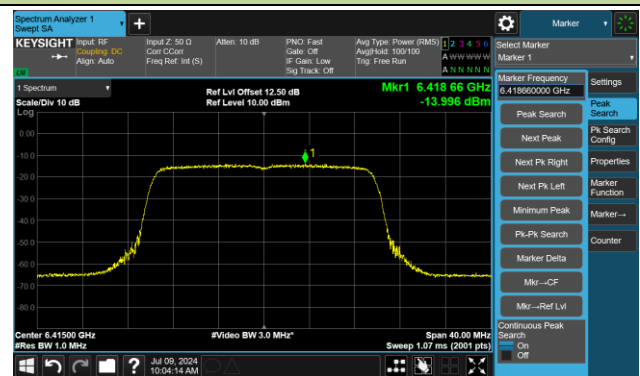 Spectrum Analyzer 1
Swept SA
Marker
KEYSIGHT
Input: RF
Coupling: DC
Align: Auto
Input Z: 50 Ω
Corr CCorr
Freq Ref: Int (S)
Atten: 10 dB
PNO: Fast
Gate: Off
IF Gain: Low
Sig Track: Off
Avg Type: Power (RMS)
Avg|Hold: 100/100
Trig: Free Run
1 2 3 4 5 6
A W W W W W
A N N N N N
Select Marker
Marker 1
1 Spectrum
Scale/Div 10 dB
Log
Ref Lvl Offset 12.50 dB
Ref Level 10.00 dBm
Mkr1 6.418 66 GHz
-13.996 dBm
Marker Frequency
6.418660000 GHz
Settings
Peak Search
Peak
Search
Next Peak
Pk Search
Config
Next Pk Right
Properties
Next Pk Left
Marker
Function
Minimum Peak
Marker→
Pk-Pk Search
Counter
Marker Delta
Mkr→CF
Mkr→Ref Lvl
Continuous Peak
Search
On
Off
0.00
-10.0
-20.0
-30.0
-40.0
-50.0
-60.0
-70.0
-80.0
1
Center 6.41500 GHz
#Res BW 1.0 MHz
#Video BW 3.0 MHz*
Span 40.00 MHz
Sweep 1.07 ms (2001 pts)
Jul 09, 2024
10:04:14 AM